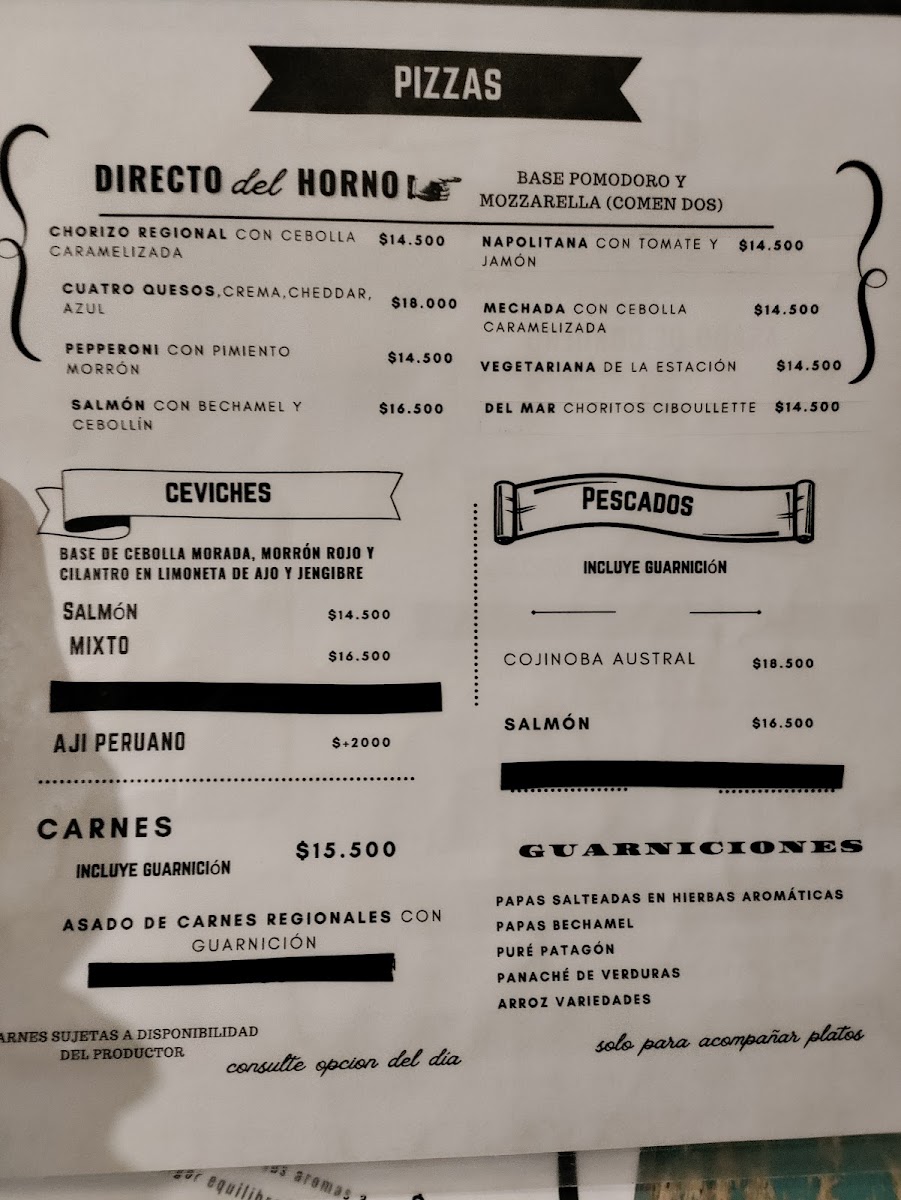 PIZZAS
DIRECTO del HORNO
BASE POMODORO Y
MOZZARELLA (COMEN DOS)
CHORIZO REGIONAL CON CEBOLLA $14.500
CARAMELIZADA
CUATRO QUESOS,CREMA,CHEDDAR, $18.000
AZUL
PEPPERONI CON PIMIENTO $14.500
MORRÓN
SALMÓN CON BECHAMEL Y $16.500
CEBOLLÍN
NAPOLITANA CON TOMATE Y $14.500
JAMÓN
MECHADA CON CEBOLLA $14.500
CARAMELIZADA
VEGETARIANA DE LA ESTACIÓN $14.500
DEL MAR CHORITOS CIBOULLETTE $14.500
CEVICHES
BASE DE CEBOLLA MORADA, MORRÓN ROJO Y
CILANTRO EN LIMONETA DE AJO Y JENGIBRE
SALMÓN $14.500
MIXTO $16.500
AJI PERUANO $+2000
PESCADOS
INCLUYE GUARNICIÓN
COJINOBA AUSTRAL $18.500
SALMÓN $16.500
CARNES
INCLUYE GUARNICIÓN $15.500
ASADO DE CARNES REGIONALES CON
GUARNICIÓN
ARNES SUJETAS A DISPONIBILIDAD
DEL PRODUCTOR
consulte opcion del dia
GUARNICIONES
PAPAS SALTEADAS EN HIERBAS AROMÁTICAS
PAPAS BECHAMEL
PURÉ PATAGÓN
PANACHÉ DE VERDURAS
ARROZ VARIEDADES
solo para acompañar platos
aromas